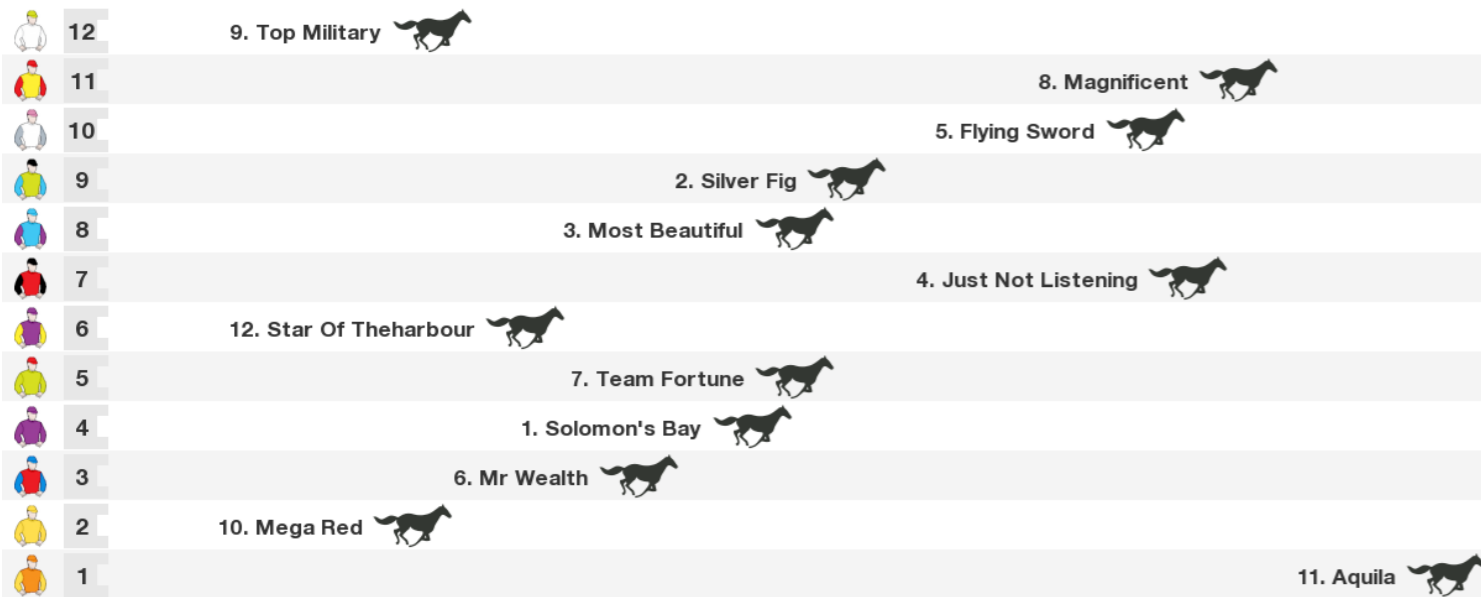 12 9. Top Military
11 8. Magnificent
10 5. Flying Sword
9 2. Silver Fig
8 3. Most Beautiful
7 4. Just Not Listening
6 12. Star Of Theharbour
5 7. Team Fortune
4 1. Solomon's Bay
3 6. Mr Wealth
2 10. Mega Red
1 11. Aquila